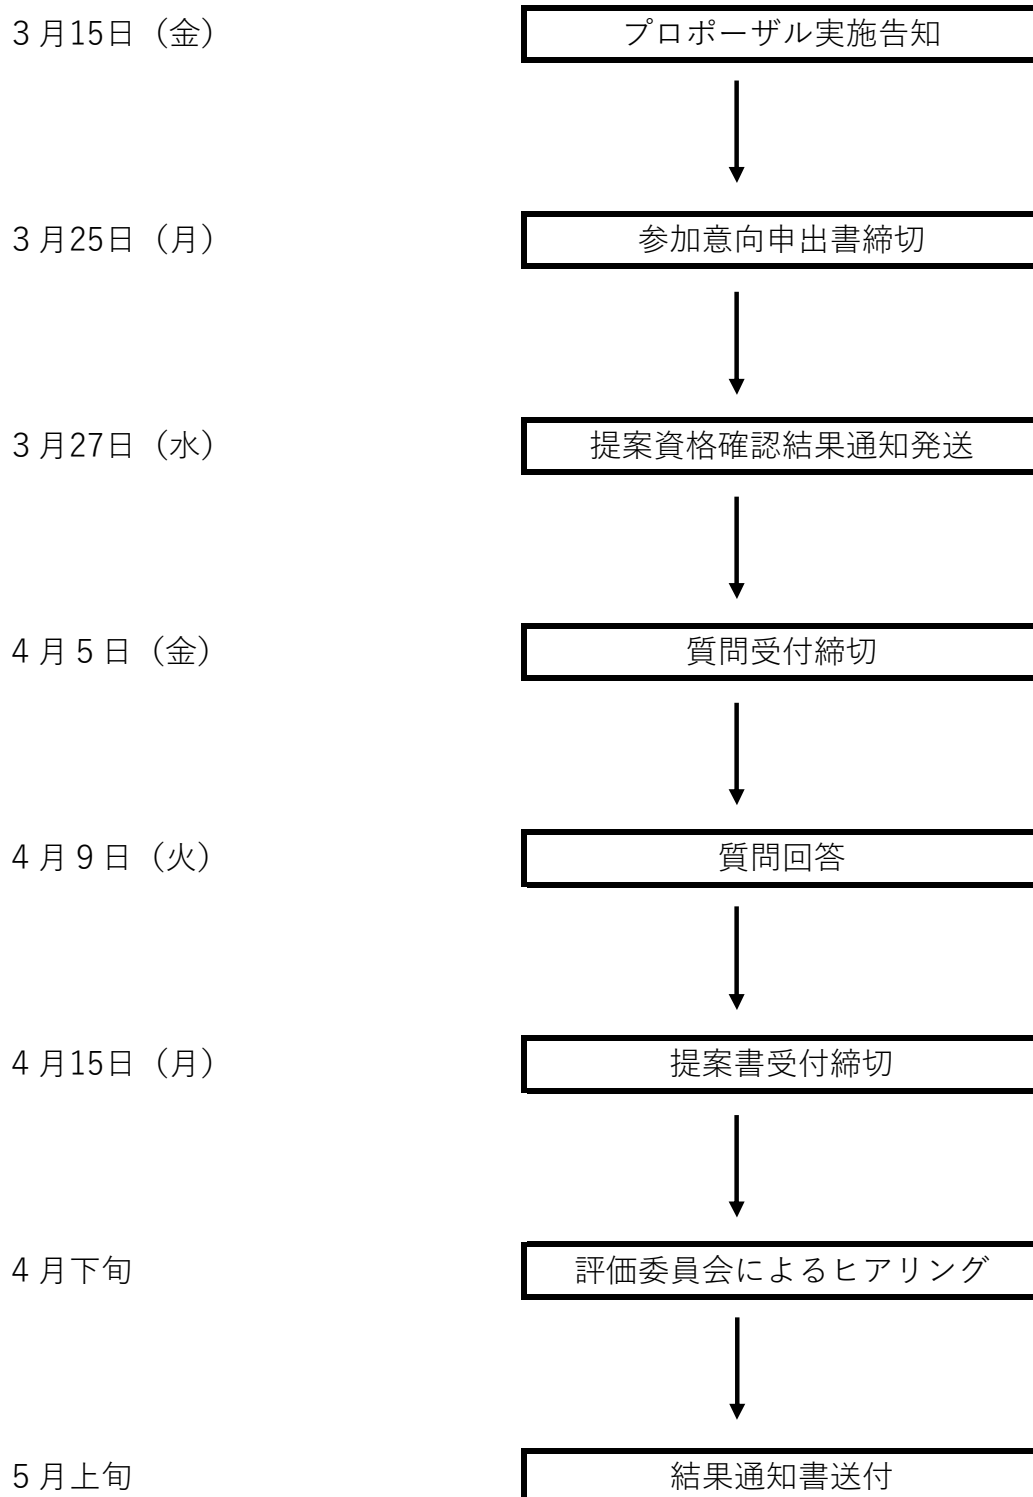 3月15日（金） プロポーザル実施告知
3月25日（月） 参加意向申出書締切
3月27日（水） 提案資格確認結果通知発送
4月5日（金） 質問受付締切
4月9日（火） 質問回答
4月15日（月） 提案書受付締切
4月下旬 評価委員会によるヒアリング
5月上旬 結果通知書送付